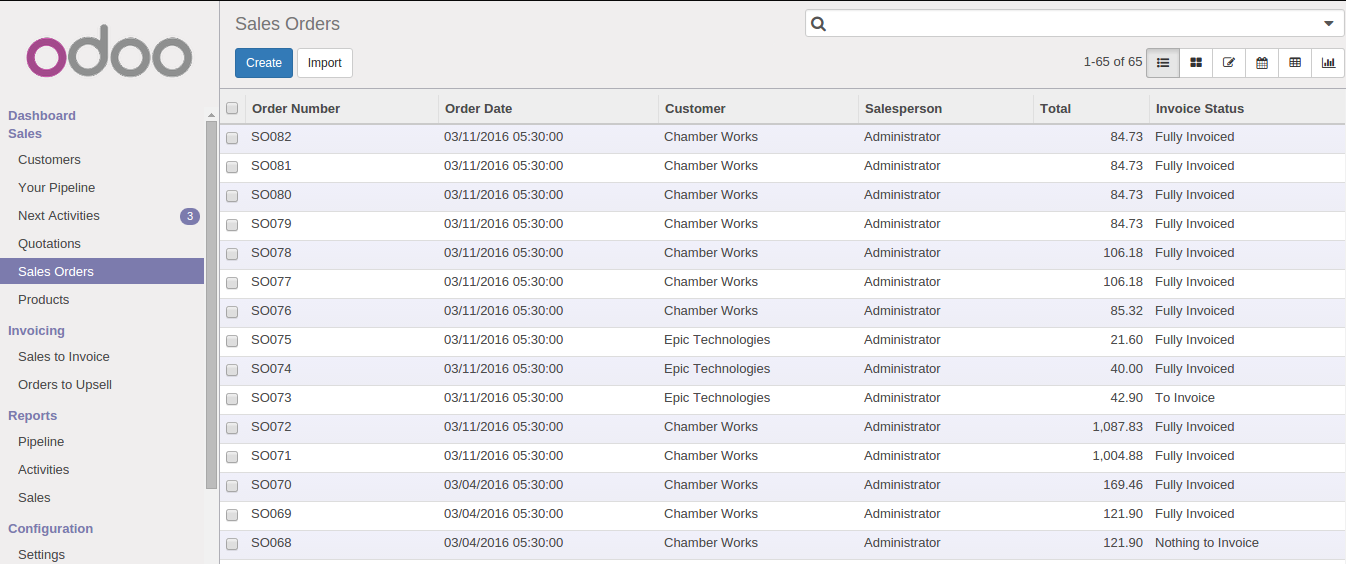 odoo
Dashboard
Sales
Customers
Your Pipeline
Next Activities 3
Quotations
Sales Orders
Products
Invoicing
Sales to Invoice
Orders to Upsell
Reports
Pipeline
Activities
Sales
Configuration
Settings
Sales Orders
Create Import
1-65 of 65
Order Number Order Date Customer Salesperson Total Invoice Status
SO082 03/11/2016 05:30:00 Chamber Works Administrator 84.73 Fully Invoiced
SO081 03/11/2016 05:30:00 Chamber Works Administrator 84.73 Fully Invoiced
SO080 03/11/2016 05:30:00 Chamber Works Administrator 84.73 Fully Invoiced
SO079 03/11/2016 05:30:00 Chamber Works Administrator 84.73 Fully Invoiced
SO078 03/11/2016 05:30:00 Chamber Works Administrator 106.18 Fully Invoiced
SO077 03/11/2016 05:30:00 Chamber Works Administrator 106.18 Fully Invoiced
SO076 03/11/2016 05:30:00 Chamber Works Administrator 85.32 Fully Invoiced
SO075 03/11/2016 05:30:00 Epic Technologies Administrator 21.60 Fully Invoiced
SO074 03/11/2016 05:30:00 Epic Technologies Administrator 40.00 Fully Invoiced
SO073 03/11/2016 05:30:00 Epic Technologies Administrator 42.90 To Invoice
SO072 03/11/2016 05:30:00 Chamber Works Administrator 1,087.83 Fully Invoiced
SO071 03/11/2016 05:30:00 Chamber Works Administrator 1,004.88 Fully Invoiced
SO070 03/04/2016 05:30:00 Chamber Works Administrator 169.46 Fully Invoiced
SO069 03/04/2016 05:30:00 Chamber Works Administrator 121.90 Fully Invoiced
SO068 03/04/2016 05:30:00 Chamber Works Administrator 121.90 Nothing to Invoice